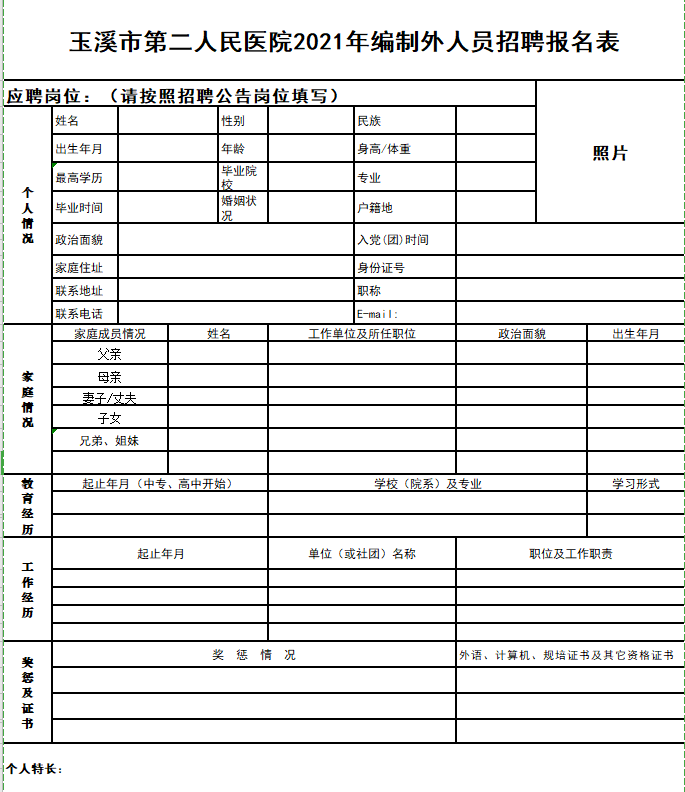 玉溪市第二人民医院2021年编制外人员招聘报名表
应聘岗位：（请按照招聘公告岗位填写）
照片
个人情况
姓名 性别 民族
出生年月 年龄 身高/体重
最高学历 毕业院校 专业
毕业时间 婚姻状况 户籍地
政治面貌 入党(团)时间
家庭住址 身份证号
联系地址 职称
联系电话 E-mail:
家庭情况
家庭成员情况 姓名 工作单位及所任职位 政治面貌 出生年月
父亲
母亲
妻子/丈夫
子女
兄弟、姐妹
教育经历
起止年月（中专、高中开始） 学校（院系）及专业 学习形式
工作经历
起止年月 单位（或社团）名称 职位及工作职责
奖惩及证书
奖 惩 情 况 外语、计算机、规培证书及其它资格证书
个人特长：